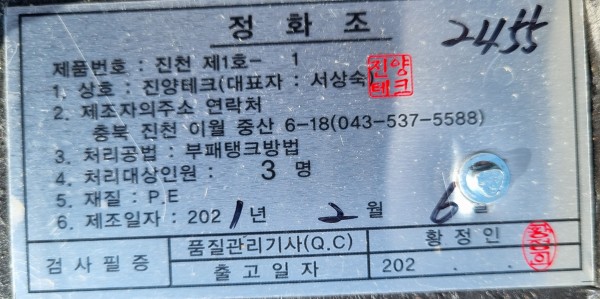 정화조
2455
제품번호 : 진천 제1호- 1
1. 상호 : 진양테크(대표자 : 서상숙)
진양
테크
2. 제조자의주소 연락처
충북 진천 이월 중산 6-18(043-537-5588)
3. 처리공법 : 부패탱크방법
4. 처리대상인원 : 3 명
5. 재질 : P.E
6. 제조일자 : 2021년 2월 6일
검사필증
품질관리기사(Q.C) 황정인
출고일자 202 . .